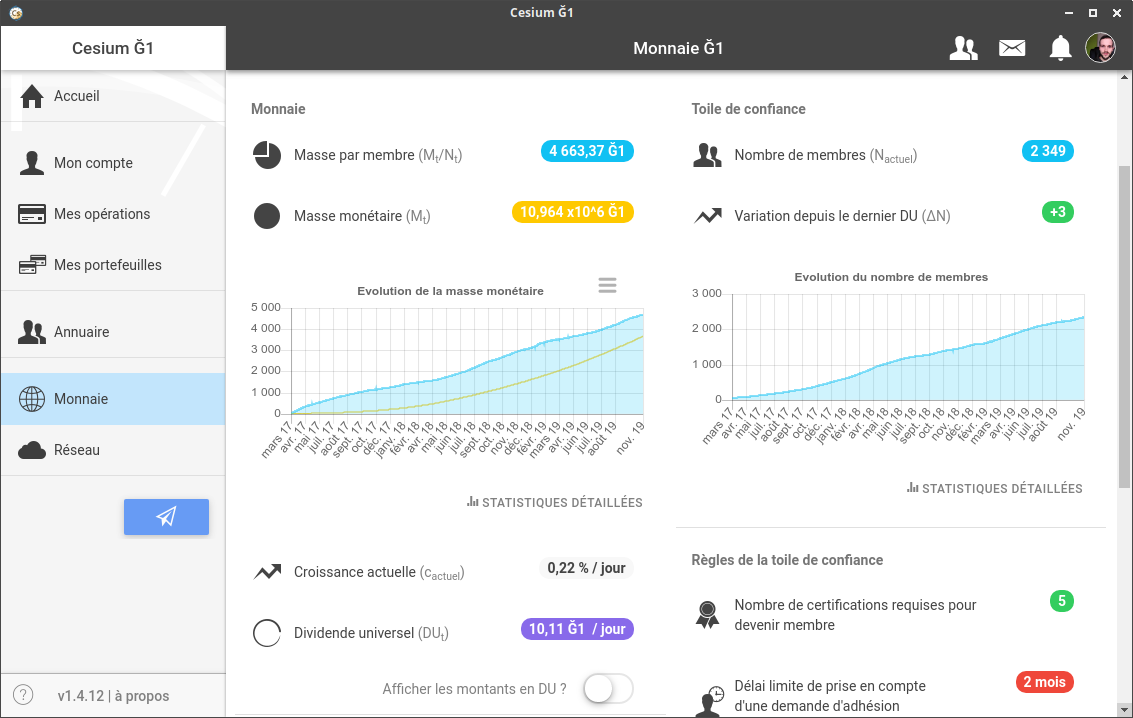 Cesium Ğ1
Cesium Ğ1
Monnaie Ğ1
Accueil
Mon compte
Mes opérations
Mes portefeuilles
Annuaire
Monnaie
Réseau
? v1.4.12 | à propos
Monnaie
Masse par membre (Mt/Nt) 4 663,37 Ğ1
Masse monétaire (Mt) 10,964 x10^6 Ğ1
Evolution de la masse monétaire
5 000
4 000
3 000
2 000
1 000
0
mars 17 avr. 17 mai 17 juil. 17 août 17 sept. 17 oct. 17 déc. 17 janv. 18 févr. 18 avr. 18 mai 18 juin 18 juil. 18 sept. 18 oct. 18 nov. 18 déc. 18 févr. 19 mars 19 avr. 19 juin 19 juil. 19 août 19 nov. 19
STATISTIQUES DÉTAILLÉES
Croissance actuelle (cactuel) 0,22 % / jour
Dividende universel (DUt) 10,11 Ğ1 / jour
Afficher les montants en DU ?
Toile de confiance
Nombre de membres (Nactuel) 2 349
Variation depuis le dernier DU (ΔN) +3
Evolution du nombre de membres
3 000
2 000
1 000
0
mars 17 avr. 17 mai 17 juil. 17 août 17 sept. 17 oct. 17 déc. 17 janv. 18 févr. 18 avr. 18 mai 18 juin 18 juil. 18 sept. 18 oct. 18 nov. 18 déc. 18 févr. 19 mars 19 avr. 19 juin 19 juil. 19 août 19 nov. 19
STATISTIQUES DÉTAILLÉES
Règles de la toile de confiance
Nombre de certifications requises pour 5
devenir membre
Délai limite de prise en compte 2 mois
d'une demande d'adhésion